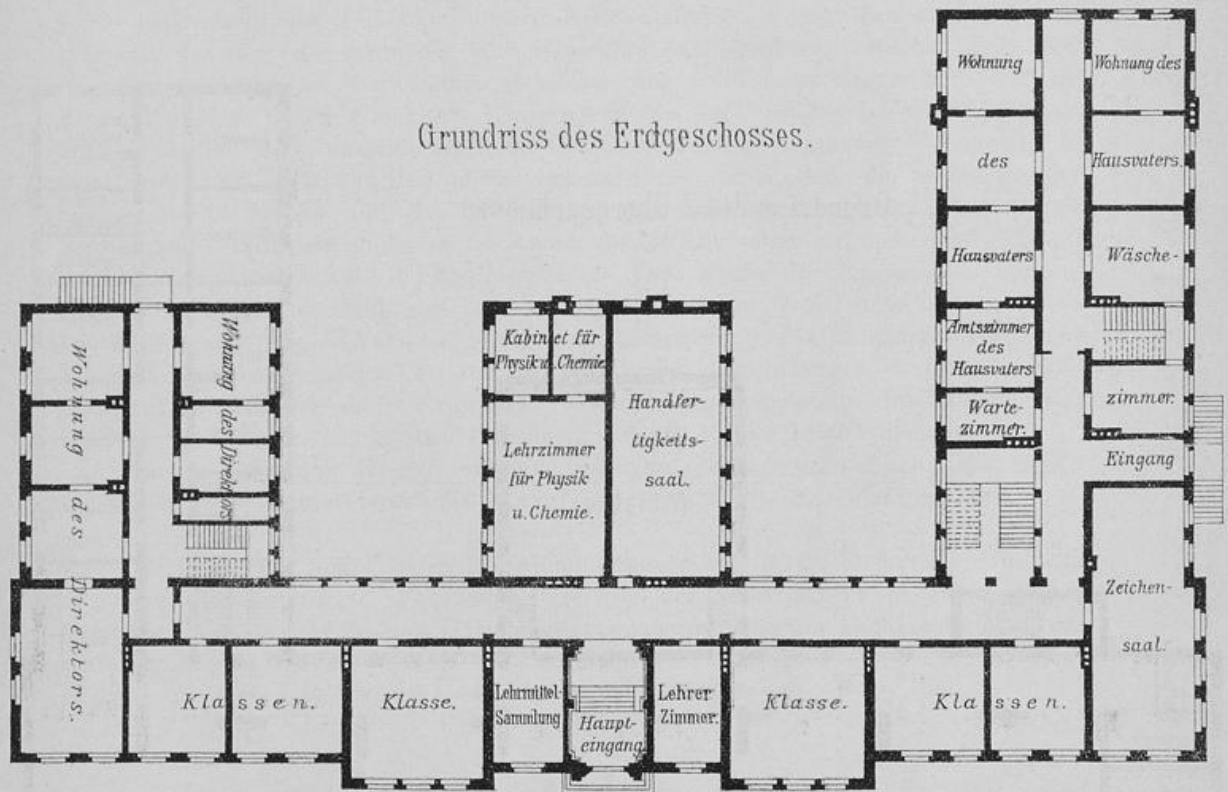 Grundriss des Erdgeschosses.
Wohnung
des
Hausvaters
Wohnung des
Hausvaters.
Wäsche-
zimmer.
Amtszimmer
des
Hausvaters
Warte-
zimmer.
Eingang
Zeichen-
saal.
Wohnung des Direktors.
Wohnung des Direktors
Kabinet für
Physik u. Chemie.
Lehrzimmer
für Physik
u. Chemie.
Handfer-
tigkeits-
saal.
Klassen.
Klasse.
Lehrmittel-
Sammlung
Haupt-
eingang
Lehrer
Zimmer.
Klasse.
Klassen.